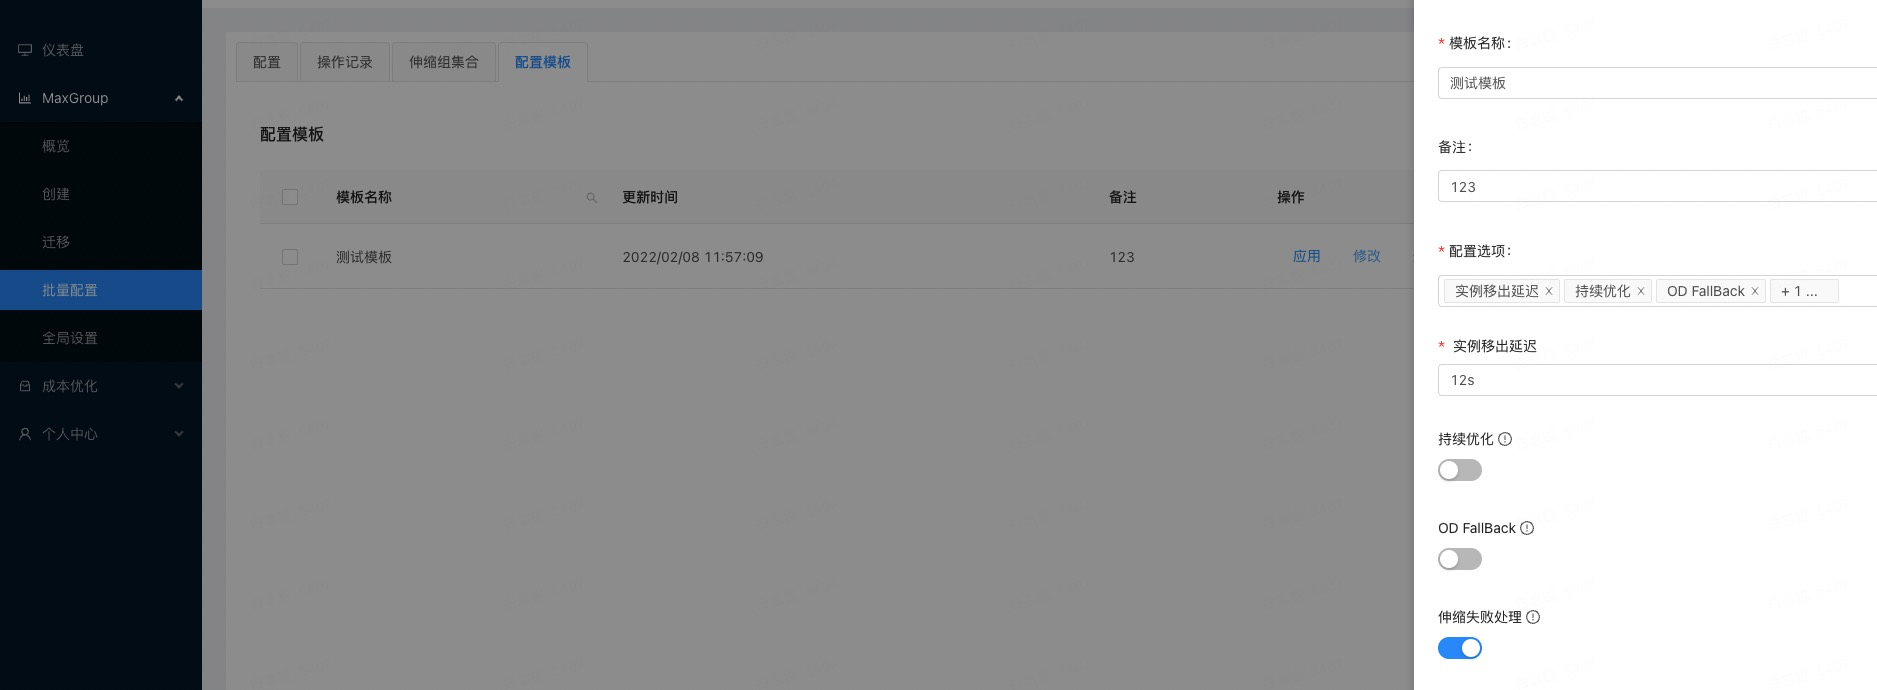 仪表盘
MaxGroup
概览
创建
迁移
批量配置
全局设置
成本优化
个人中心
配置 操作记录 伸缩组集合 配置模板
配置模板
模板名称 更新时间 备注 操作
测试模板 2022/02/08 11:57:09 123 应用 修改
* 模板名称:
测试模板
备注:
123
* 配置选项:
实例移出延迟 × 持续优化 × OD FallBack × + 1 ...
* 实例移出延迟
12s
持续优化
OD FallBack
伸缩失败处理